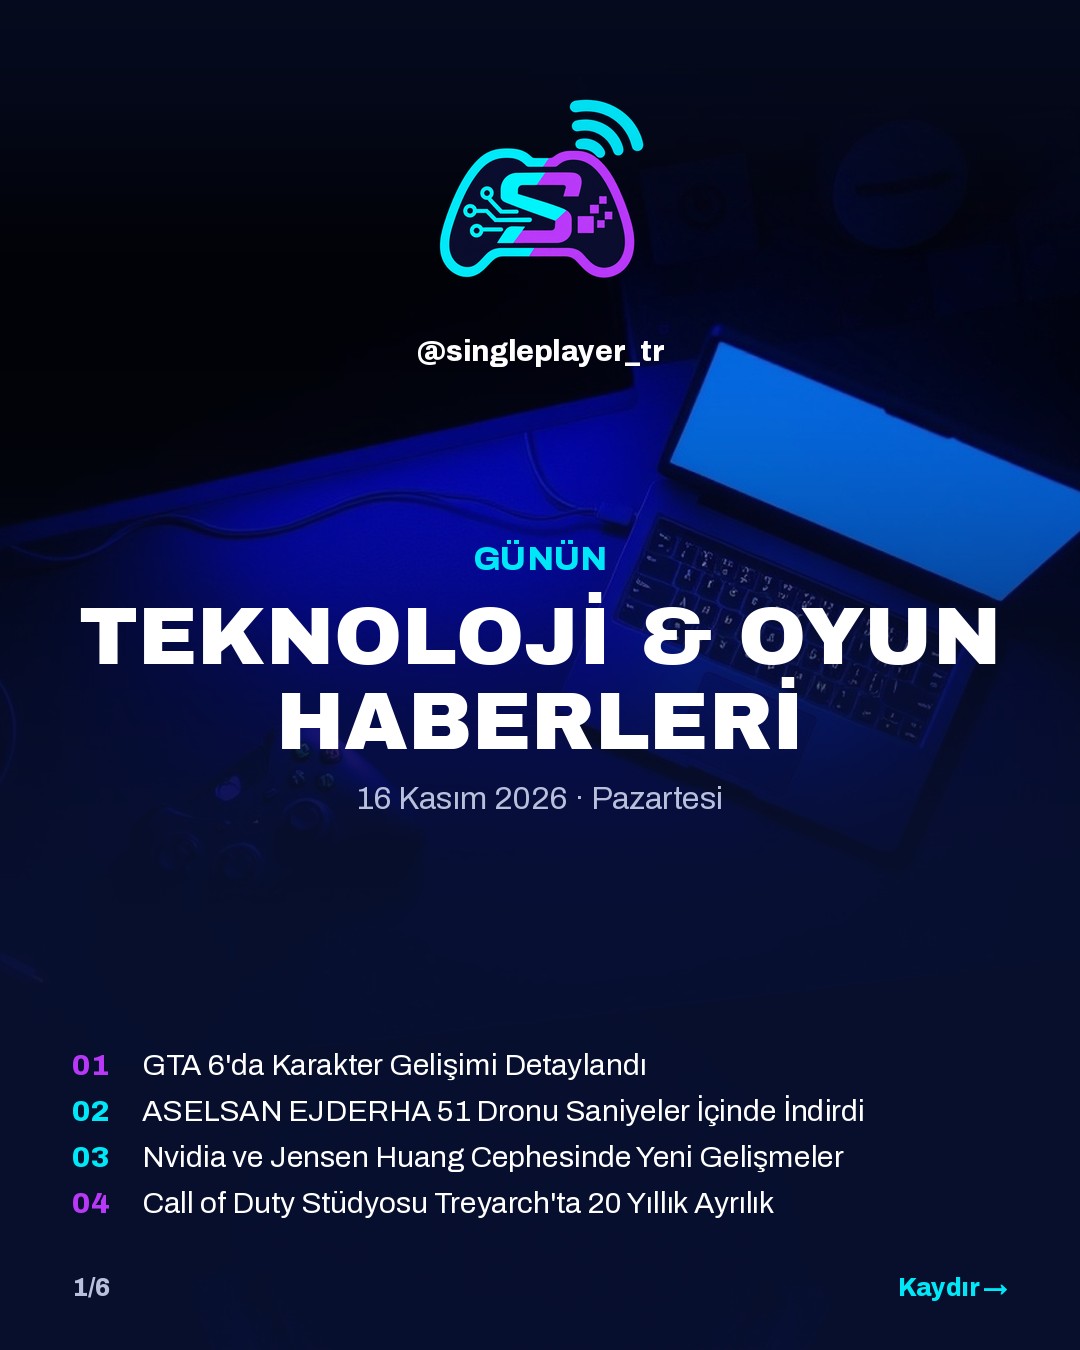 @singleplayer_tr
GÜNÜN
TEKNOLOJİ & OYUN
HABERLERİ
16 Kasım 2026 · Pazartesi
01 GTA 6'da Karakter Gelişimi Detaylandı
02 ASELSAN EJDERHA 51 Dronu Saniyeler İçinde İndirdi
03 Nvidia ve Jensen Huang Cephesinde Yeni Gelişmeler
04 Call of Duty Stüdyosu Treyarch'ta 20 Yıllık Ayrılık
1/6
Kaydır→